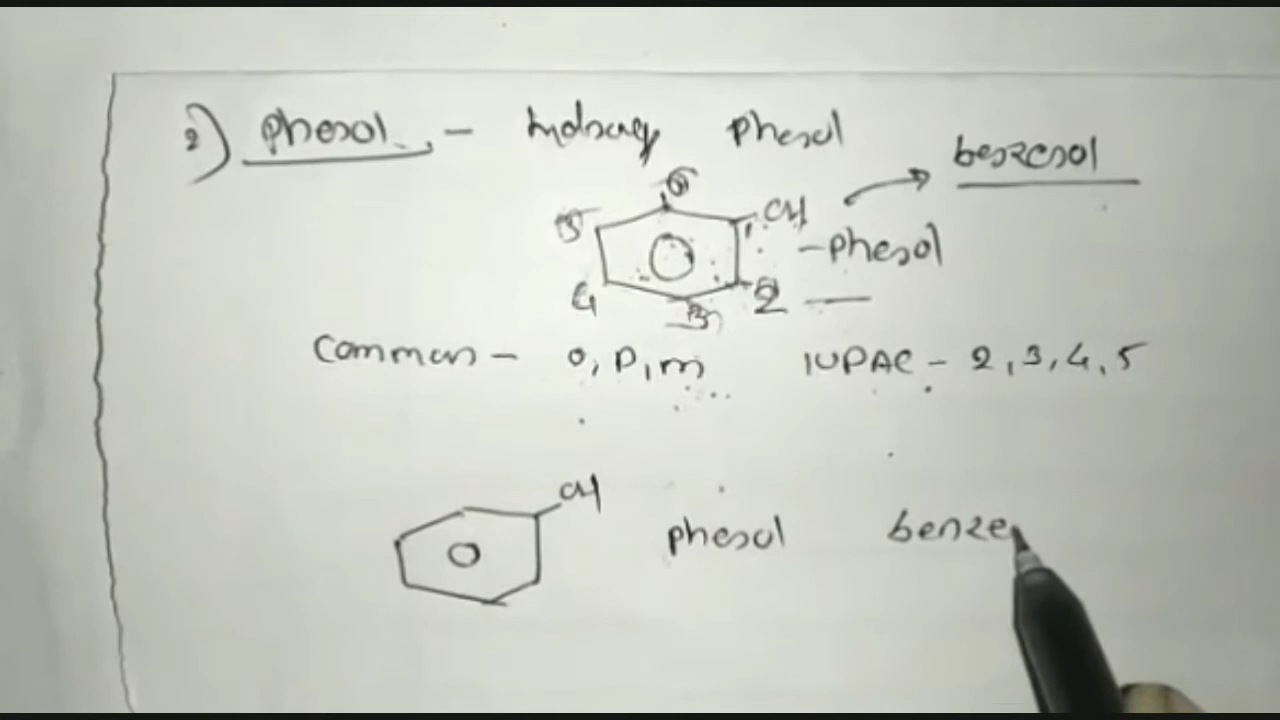 2) phenol - hydroxy phenol
benzenol
6
5 OH
- phenol
4 2
3
Common - o, p, m IUPAC - 2, 3, 4, 5
OH
phenol benze